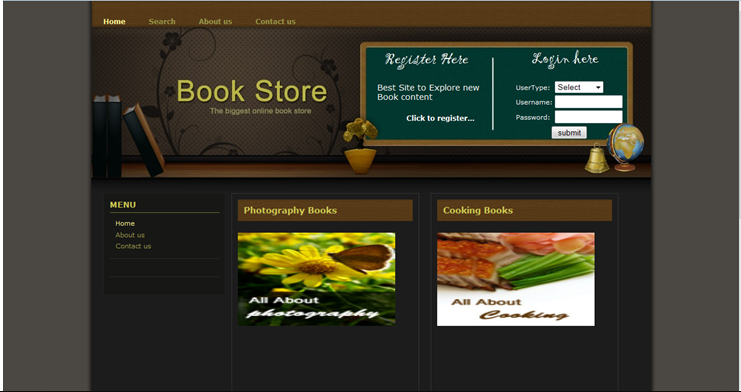 Home Search About us Contact us
Register Here
Login here
Best Site to Explore new
Book content
Click to register...
UserType: Select
Username:
Password:
submit
Book Store
The biggest online book store
MENU
Home
About us
Contact us
Photography Books
All About
photography
Cooking Books
All About
Cooking